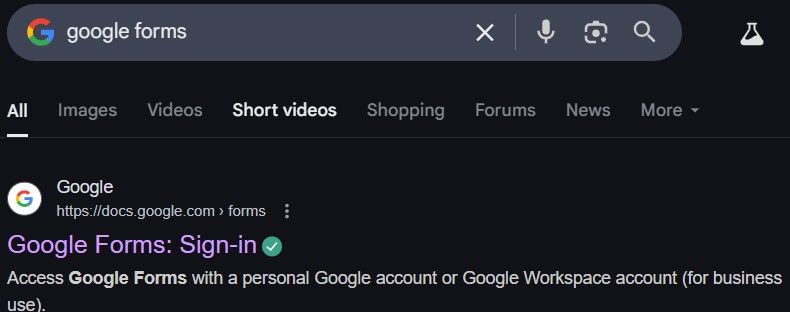 google forms
All Images Videos Short videos Shopping Forums News More
Google
https://docs.google.com › forms
Google Forms: Sign-in
Access Google Forms with a personal Google account or Google Workspace account (for business
use).